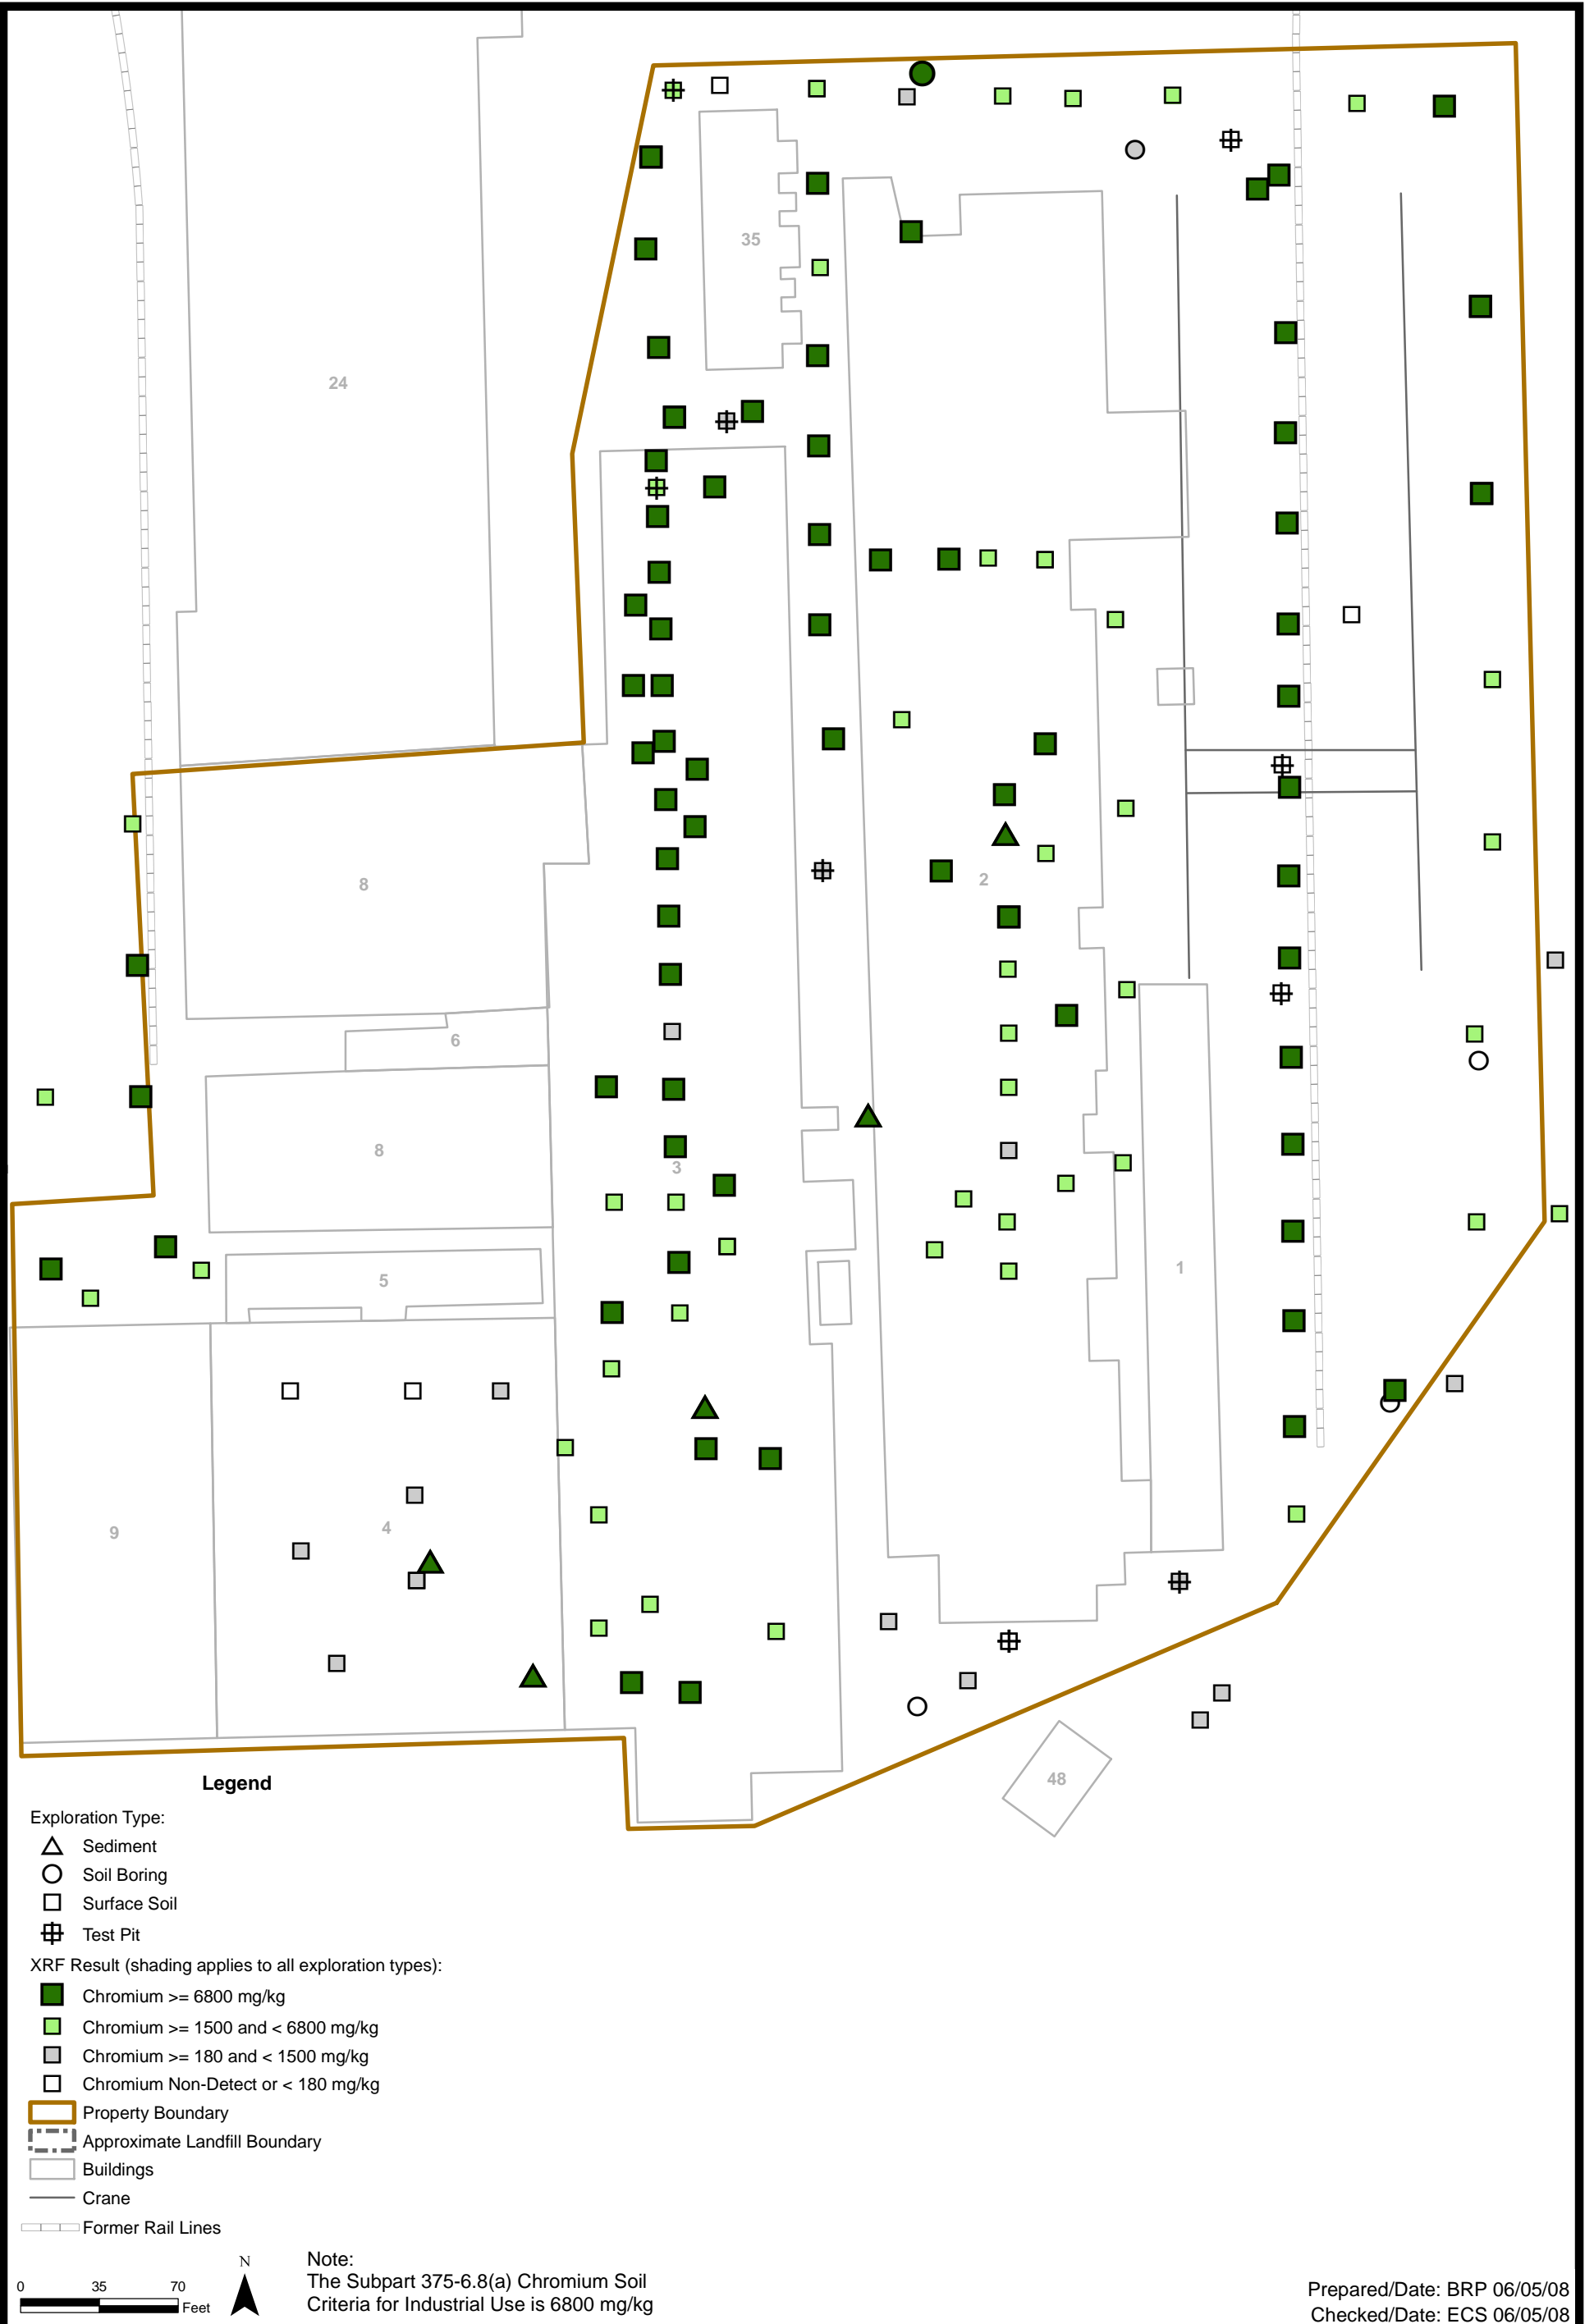 35
24
2
8
6
8
3
5
1
9
4
48
Legend
Exploration Type:
Sediment
Soil Boring
Surface Soil
Test Pit
XRF Result (shading applies to all exploration types):
Chromium >= 6800 mg/kg
Chromium >= 1500 and < 6800 mg/kg
Chromium >= 180 and < 1500 mg/kg
Chromium Non-Detect or < 180 mg/kg
Property Boundary
Approximate Landfill Boundary
Buildings
Crane
Former Rail Lines
0 35 70
Feet
N
Note:
The Subpart 375-6.8(a) Chromium Soil
Criteria for Industrial Use is 6800 mg/kg
Prepared/Date: BRP 06/05/08
Checked/Date: ECS 06/05/08